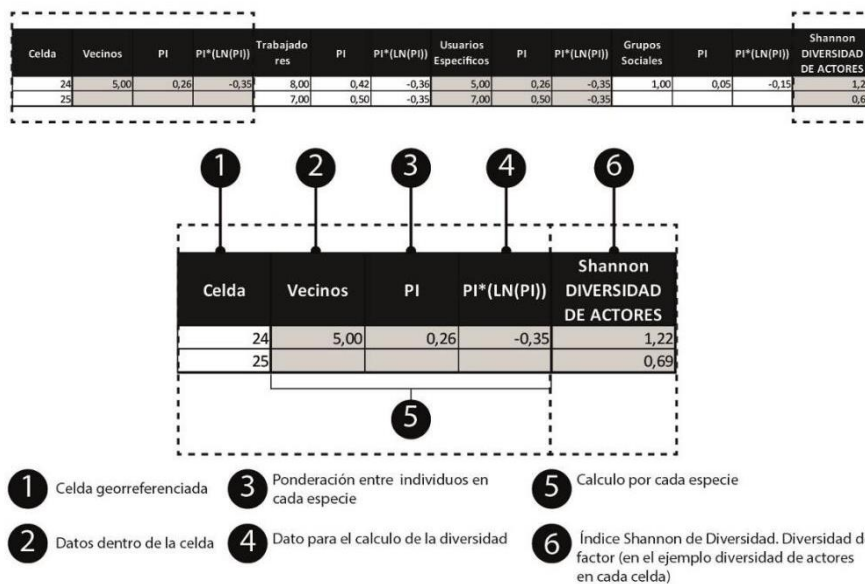 Celda Vecinos PI PI*(LN(PI)) Trabajado res PI PI*(LN(PI)) Usuarios Especificos PI PI*(LN(PI)) Grupos Sociales PI PI*(LN(PI)) Shannon DIVERSIDAD DE ACTORES
24 5,00 0,26 -0,35 8,00 0,42 -0,36 5,00 0,26 -0,35 1,00 0,05 -0,15 1,2
25 7,00 0,50 -0,35 7,00 0,50 -0,35 0,6
1 2 3 4 6
Celda Vecinos PI PI*(LN(PI)) Shannon DIVERSIDAD DE ACTORES
24 5,00 0,26 -0,35 1,22
25 0,69
5
1 Celda georreferenciada
3 Ponderación entre individuos en
cada especie
5 Calculo por cada especie
2 Datos dentro de la celda
4 Dato para el calculo de la diversidad
6 Índice Shannon de Diversidad. Diversidad d
factor (en el ejemplo diversidad de actores
en cada celda)